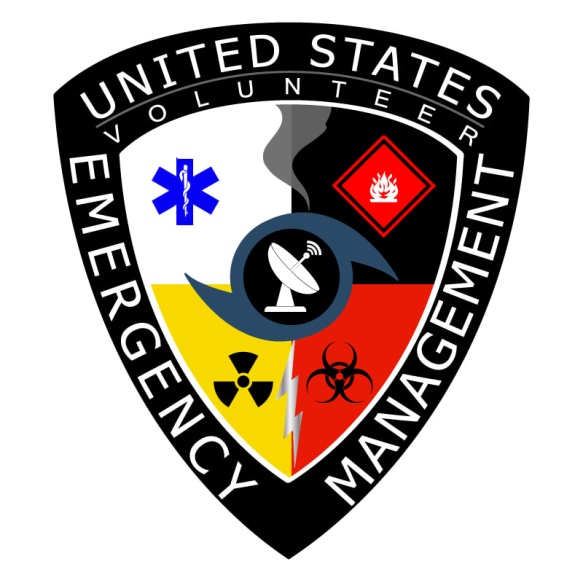 UNITED STATES
VOLUNTEER
EMERGENCY
MANAGEMENT